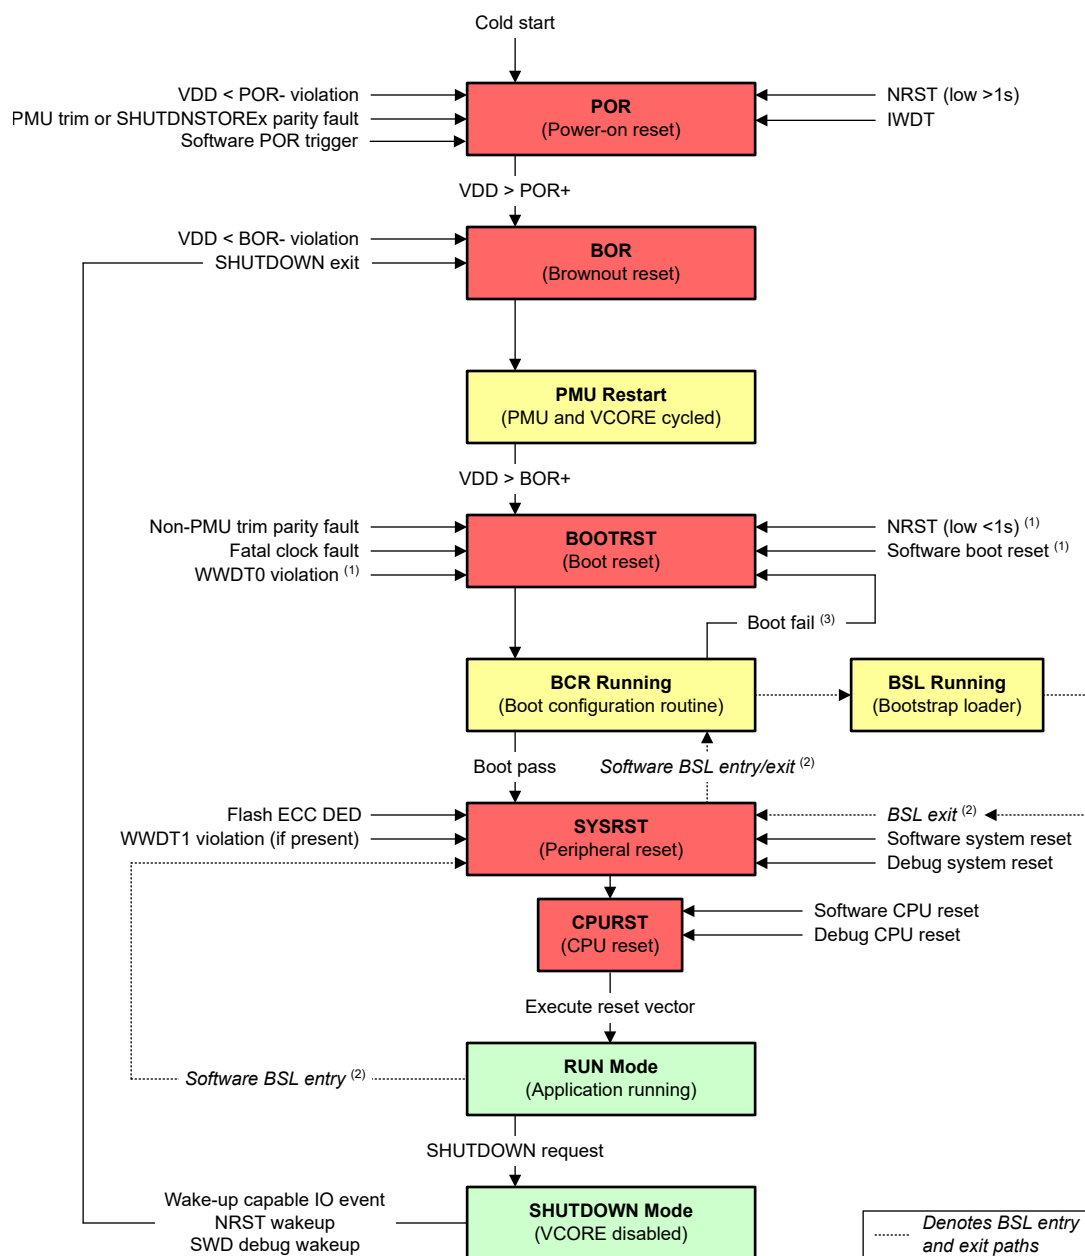 Cold start
VDD < POR- violation
PMU trim or SHUTDNSTOREx parity fault
Software POR trigger
POR
(Power-on reset)
NRST (low >1s)
IWDT
VDD > POR+
VDD < BOR- violation
SHUTDOWN exit
BOR
(Brownout reset)
PMU Restart
(PMU and VCORE cycled)
VDD > BOR+
Non-PMU trim parity fault
Fatal clock fault
WWDT0 violation (1)
BOOTRST
(Boot reset)
NRST (low <1s) (1)
Software boot reset (1)
Boot fail (3)
BCR Running
(Boot configuration routine)
BSL Running
(Bootstrap loader)
Boot pass
Software BSL entry/exit (2)
Flash ECC DED
WWDT1 violation (if present)
SYSRST
(Peripheral reset)
BSL exit (2)
Software system reset
Debug system reset
CPURST
(CPU reset)
Software CPU reset
Debug CPU reset
Execute reset vector
RUN Mode
(Application running)
Software BSL entry (2)
SHUTDOWN request
Wake-up capable IO event
NRST wakeup
SWD debug wakeup
SHUTDOWN Mode
(VCORE disabled)
Denotes BSL entry
and exit paths